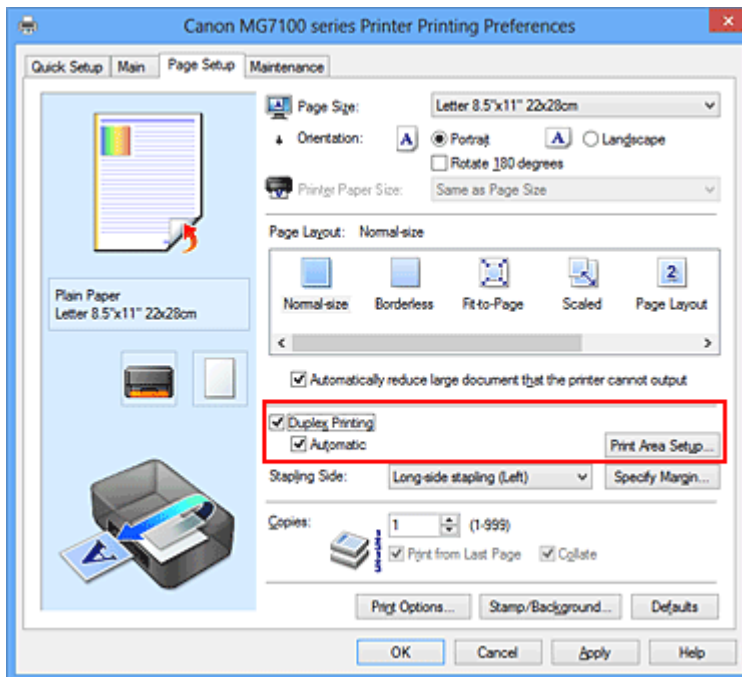 Canon MG7100 series Printer Printing Preferences
Quick Setup Main Page Setup Maintenance
Page Size: Letter 8.5"x11" 22x28cm
Orientation: A Portrait A Landscape
Rotate 180 degrees
Printer Paper Size: Same as Page Size
Page Layout: Normal-size
2
Normal-size Borderless Fit-to-Page Scaled Page Layout
Plain Paper
Letter 8.5"x11" 22x28cm
Automatically reduce large document that the printer cannot output
Duplex Printing
Automatic Print Area Setup...
Stapling Side: Long-side stapling (Left) Specify Margin...
Copies: 1 (1-999)
Print from Last Page Collate
A
Print Options... Stamp/Background... Defaults
OK Cancel Apply Help